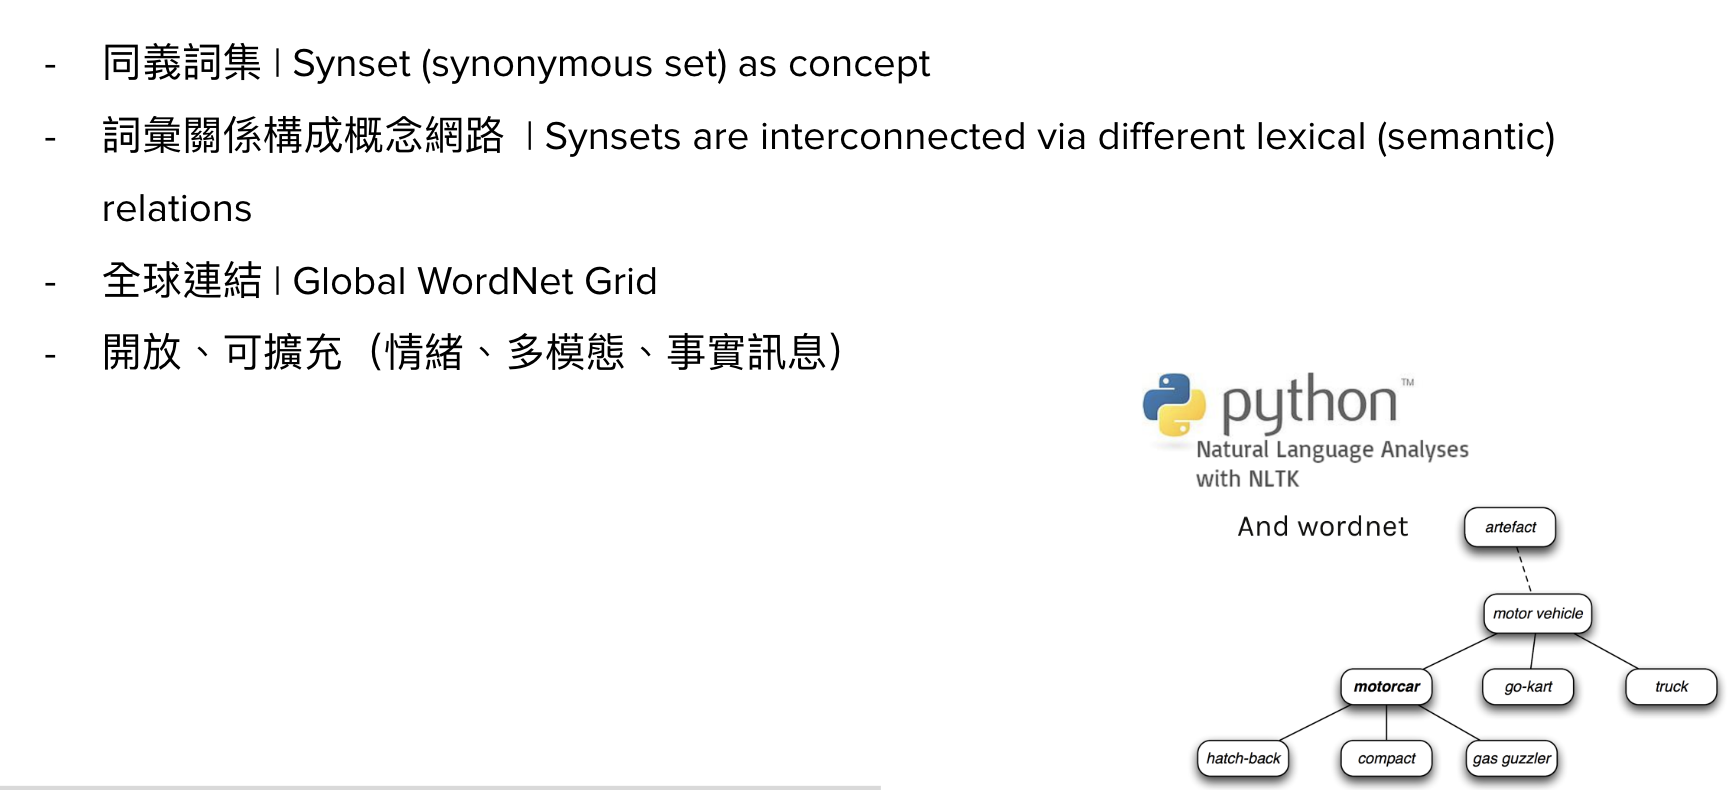 - 同義詞集 | Synset (synonymous set) as concept
- 詞彙關係構成概念網路 | Synsets are interconnected via different lexical (semantic)
relations
- 全球連結 | Global WordNet Grid
- 開放、可擴充（情緒、多模態、事實訊息）
python™
Natural Language Analyses
with NLTK
And wordnet
artefact
motor vehicle
motorcar
go-kart
truck
hatch-back
compact
gas guzzler